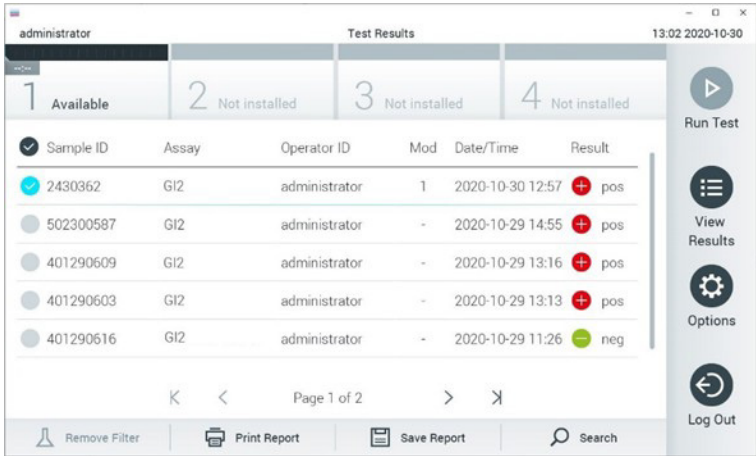 administrator Test Results 13:02 2020-10-30
--:--
1 Available 2 Not installed 3 Not installed 4 Not installed
Run Test
Sample ID Assay Operator ID Mod Date/Time Result
2430362 GI2 administrator 1 2020-10-30 12:57 pos
502300587 GI2 administrator - 2020-10-29 14:55 pos
401290609 GI2 administrator - 2020-10-29 13:16 pos
401290603 GI2 administrator - 2020-10-29 13:13 pos
401290616 GI2 administrator - 2020-10-29 11:26 neg
View
Results
Options
Page 1 of 2
Log Out
Remove Filter Print Report Save Report Search